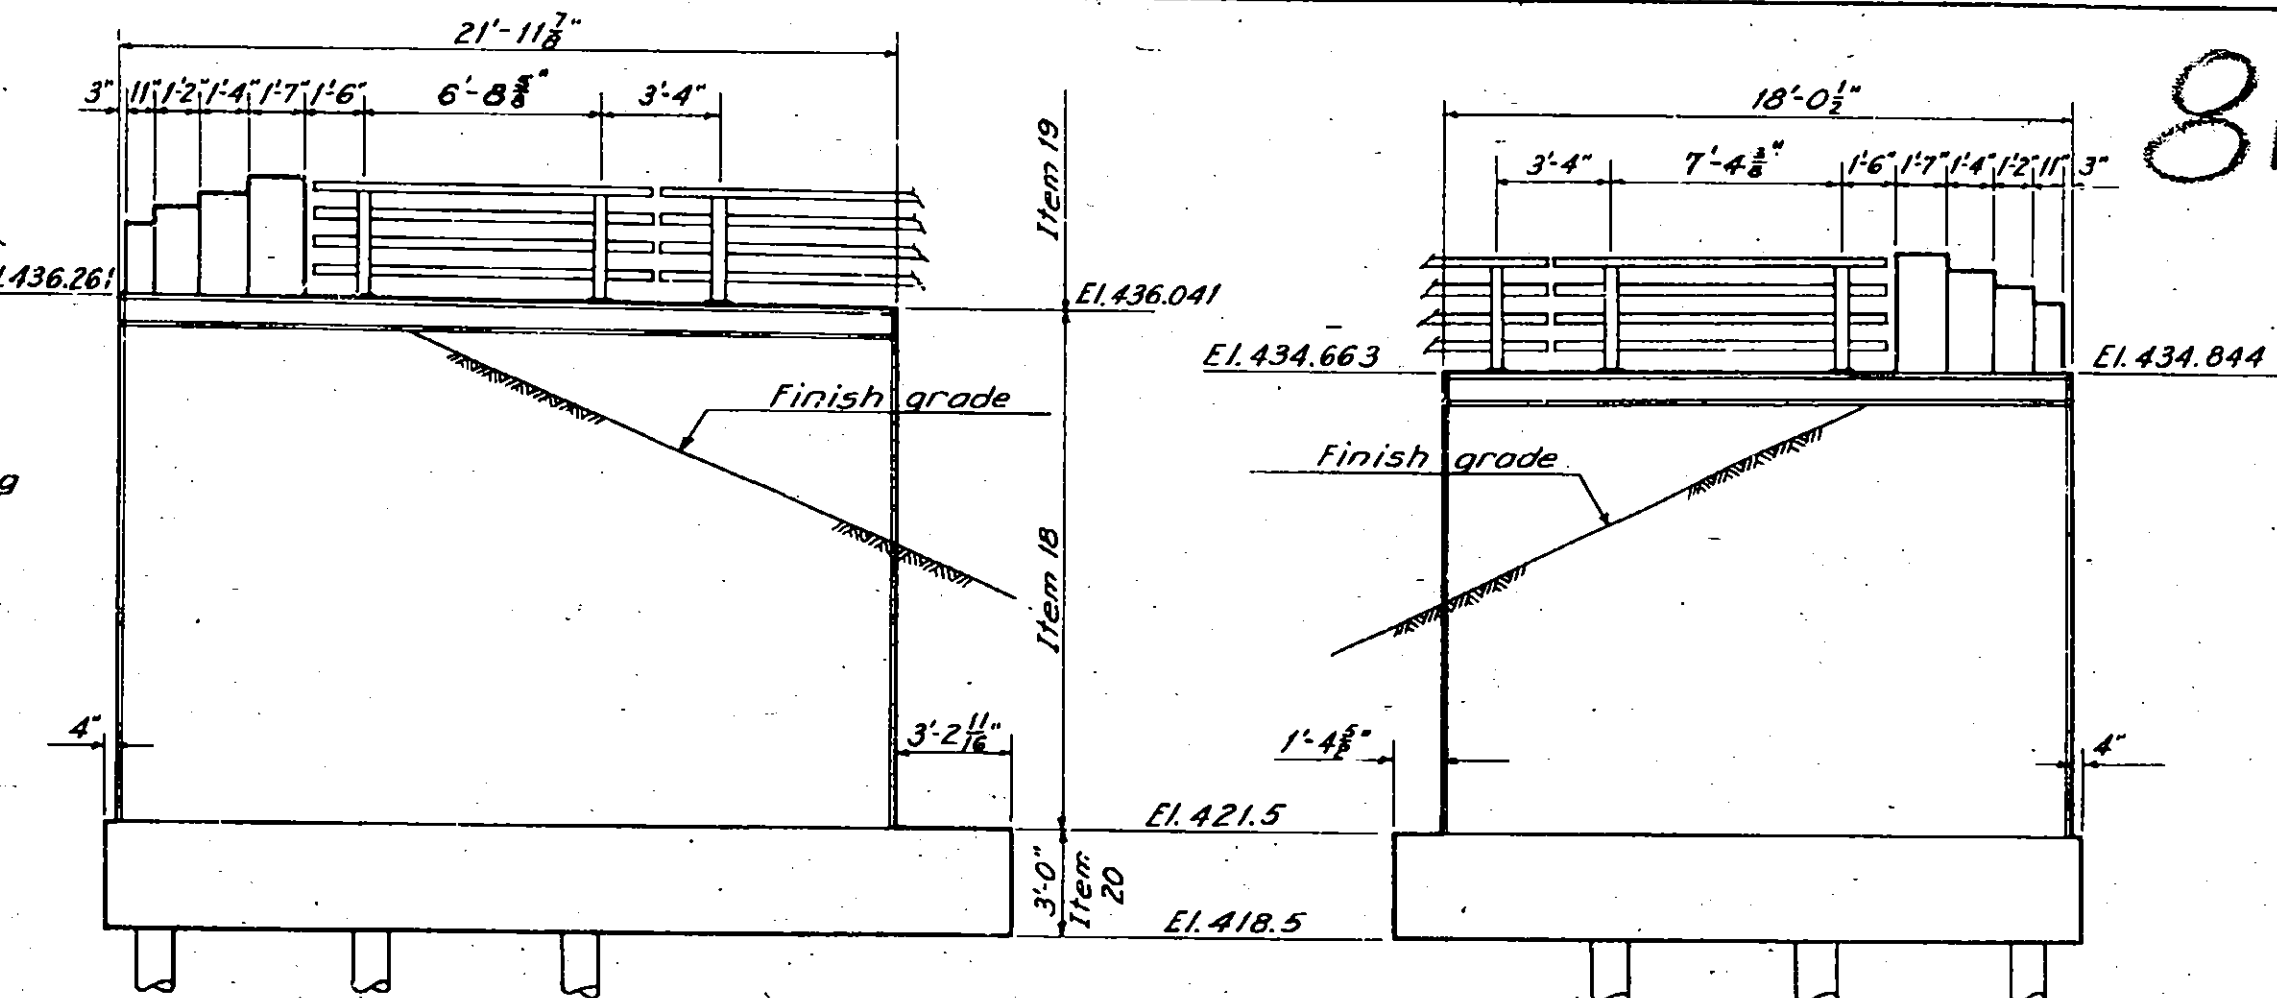 21'-11 7/8"
3" 11" 1'-2" 1'-4" 1'-7" 1'-6" 6'-8 3/8" 3'-4"
Item 19
18'-0 1/2"
3'-4" 7'-4" 1'-6" 1'-7" 1'-4" 1'-2" 11" 3"
8
El. 436.261
El. 436.041
El. 434.663
El. 434.844
Finish grade
Finish grade
g
Item 18
4"
3'-2 11/16"
1'-4 5/8"
4"
El. 421.5
3'-0"
Item 20
El. 418.5